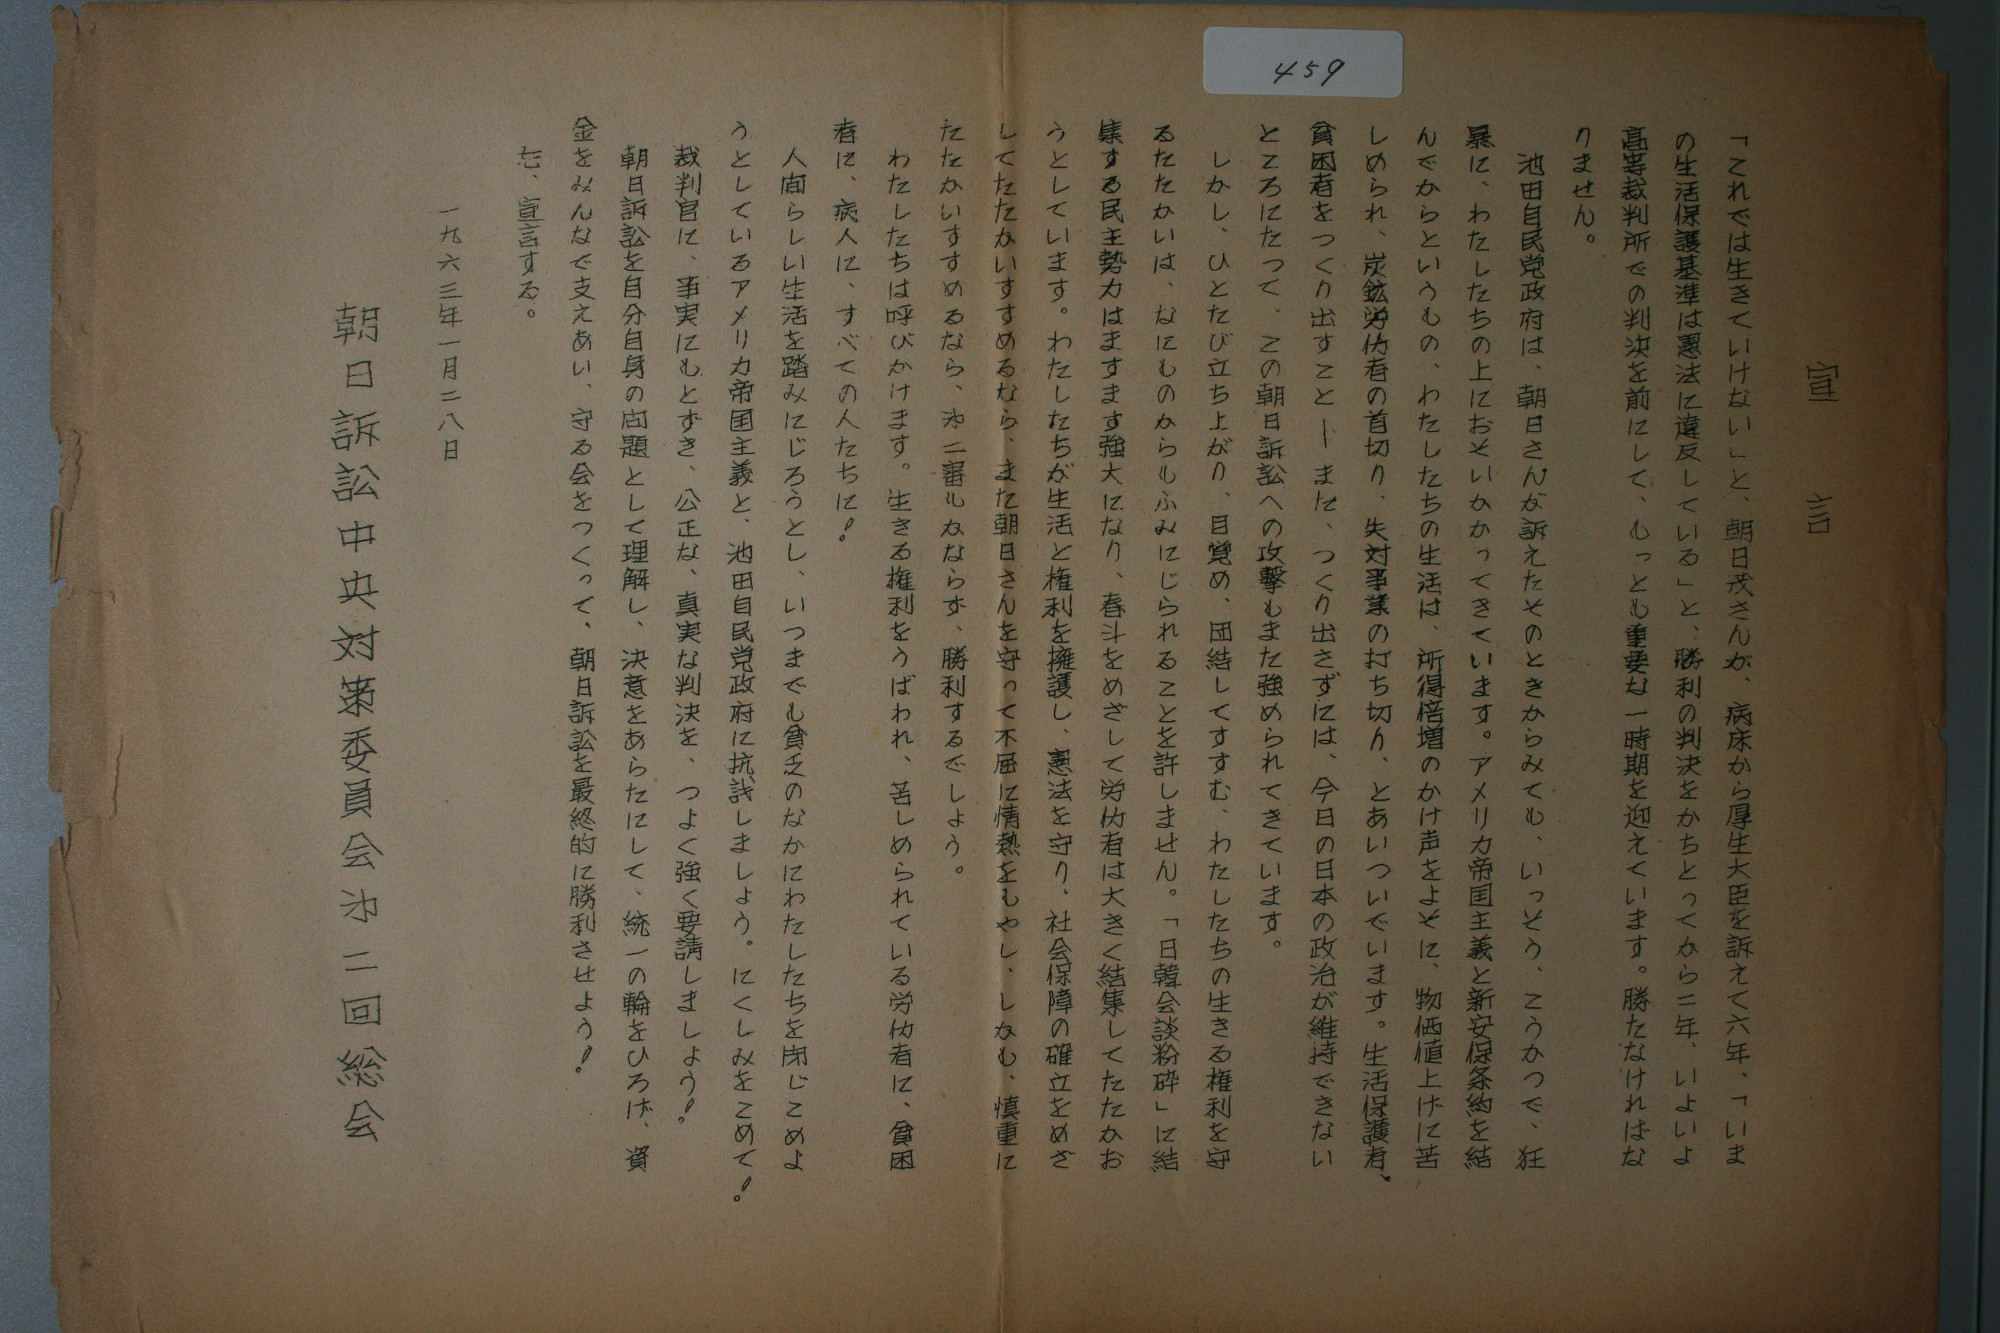 459
宣言
「これでは生きていけない」と、朝日茂さんが、病床から厚生大臣を訴えて六年、「いま
の生活保護基準は憲法に違反している」と、勝利の判決をかちとってから二年、いよいよ
高等裁判所での判決を前にして、もっとも重要な一時期を迎えています。勝たなければな
りません。
池田自民党政府は、朝日さんが訴えたそのときからみても、いっそう、こうかつで、狂
暴に、わたしたちの上におそいかかってきています。アメリカ帝国主義と新安保条約を結
んでからというもの、わたしたちの生活は、所得倍増のかけ声をよそに、物価値上げに苦
しめられ、炭鉱労仂者の首切り、失対事業の打ち切り、とあいついでいます。生活保護者、
貧困者をつくり出すこと―また、つくり出さずには、今日の日本の政治が維持できない
ところにたって、この朝日訴訟への攻撃もまた強められてきています。
しかし、ひとたび立ち上がり、目覚め、団結してすすむ、わたしたちの生きる権利を守
るたたかいは、なにものからもふみにじられることを許しません。「日韓会談粉砕」に結
集する民主勢力はますます強大になり、春斗をめざして労仂者は大きく結集してたたかお
うとしています。わたしたちが生活と権利を擁護し、憲法を守り、社会保障の確立をめざ
してたたかいすすめるなら、また朝日さんを守って不屈に情熱をもやし、しかも、慎重に
たたかいすすめるなら、㐧二審もかならず、勝利するでしょう。
わたしたちは呼びかけます。生きる権利をうばわれ、苦しめられている労仂者に、貧困
者に、病人に、すべての人たちに!
人間らしい生活を踏みにじろうとし、いつまでも貧乏のなかにわたしたちを閉じこめよ
うとしているアメリカ帝国主義と、池田自民党政府に抗議しましょう。にくしみをこめて!
裁判官に、事実にもとずき、公正な、真実な判決を、つよく強く要請しましょう!
朝日訴訟を自分自身の問題として理解し、決意をあらたにして、統一の輪をひろげ、資
金をみんなで支えあい、守る会をつくって、朝日訴訟を最終的に勝利させよう!
右、宣言する。
一九六三年一月二八日
朝日訴訟中央対策委員会㐧二回総会